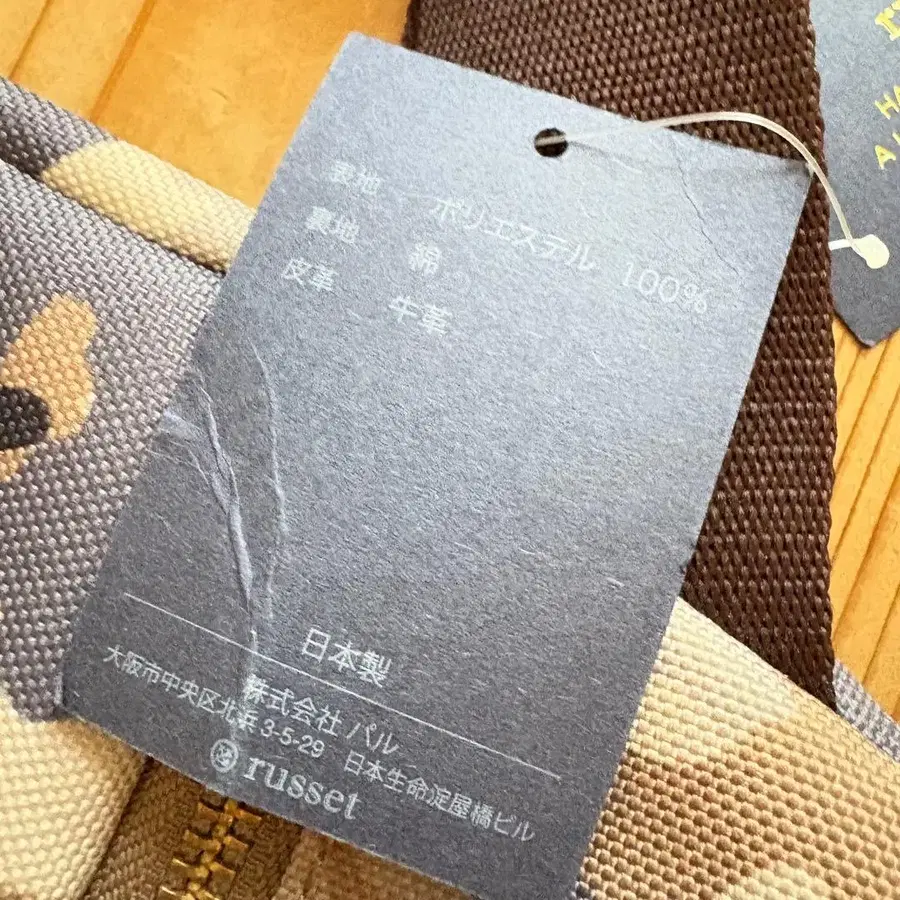 表地 ポリエステル 100%
裏地 綿
皮革 牛革
日本製
株式会社 パル
大阪市中央区北浜 3-5-29 日本生命淀屋橋ビル
russet
HA
A